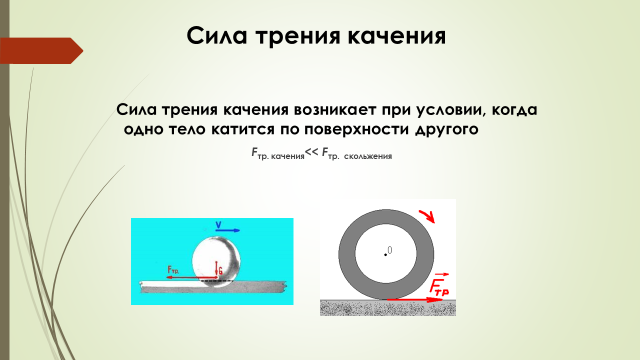 Сила трения качения
Сила трения качения возникает при условии, когда
одно тело катится по поверхности другого
Fтр. качения<< Fтр. скольжения
V
Fтр.
G
O
Fтр